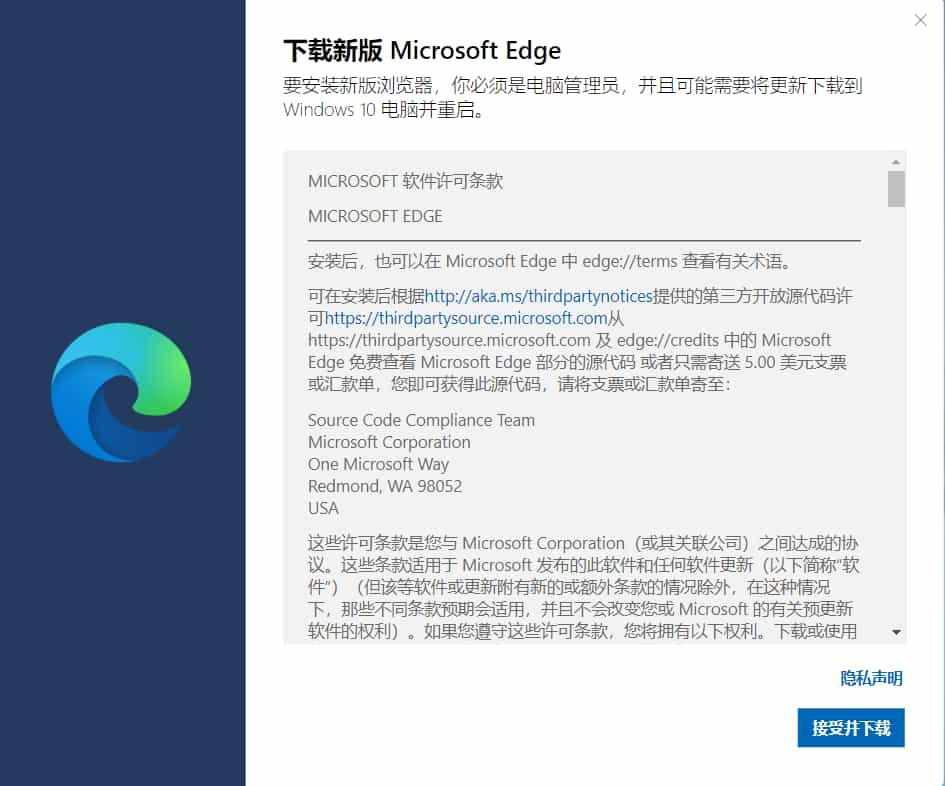 下载新版 Microsoft Edge
要安装新版浏览器，你必须是电脑管理员，并且可能需要将更新下载到
Windows 10 电脑并重启。
MICROSOFT 软件许可条款
MICROSOFT EDGE
安装后，也可以在 Microsoft Edge 中 edge://terms 查看有关术语。
可在安装后根据http://aka.ms/thirdpartynotices提供的第三方开放源代码许
可https://thirdpartysource.microsoft.com从
https://thirdpartysource.microsoft.com 及 edge://credits 中的 Microsoft
Edge 免费查看 Microsoft Edge 部分的源代码 或者只需寄送 5.00 美元支票
或汇款单，您即可获得此源代码，请将支票或汇款单寄至：
Source Code Compliance Team
Microsoft Corporation
One Microsoft Way
Redmond, WA 98052
USA
这些许可条款是您与 Microsoft Corporation（或其关联公司）之间达成的协
议。这些条款适用于 Microsoft 发布的此软件和任何软件更新（以下简称“软
件”）（但该等软件或更新附有新的或额外条款的情况除外，在这种情况
下，那些不同条款预期会适用，并且不会改变您或 Microsoft 的有关预更新
软件的权利）。如果您遵守这些许可条款，您将拥有以下权利。下载或使用
隐私声明
接受并下载